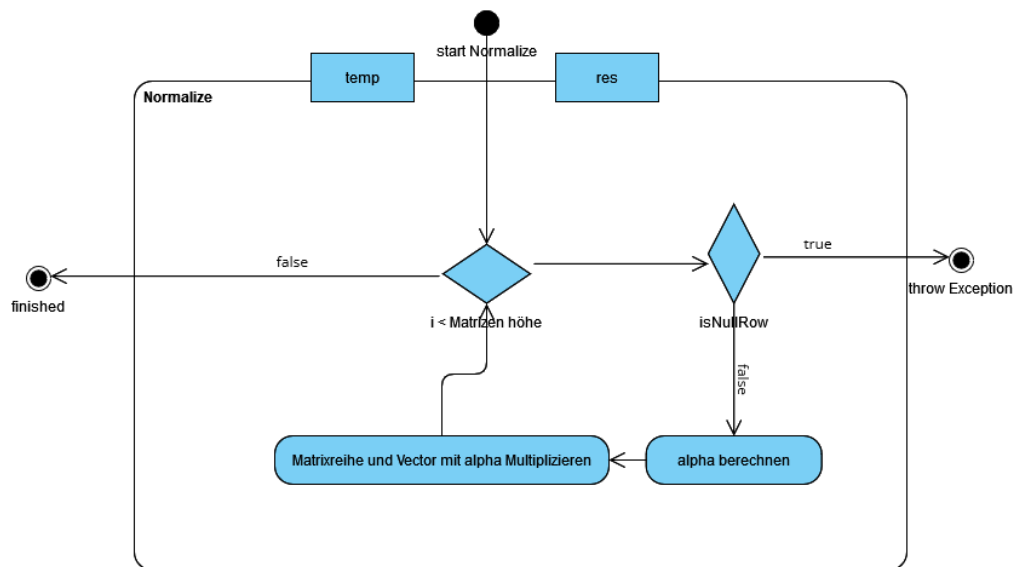 start Normalize
temp
res
Normalize
false
true
finished
i < Matrizen höhe
isNullRow
throw Exception
false
Matrixreihe und Vector mit alpha Multiplizieren
alpha berechnen